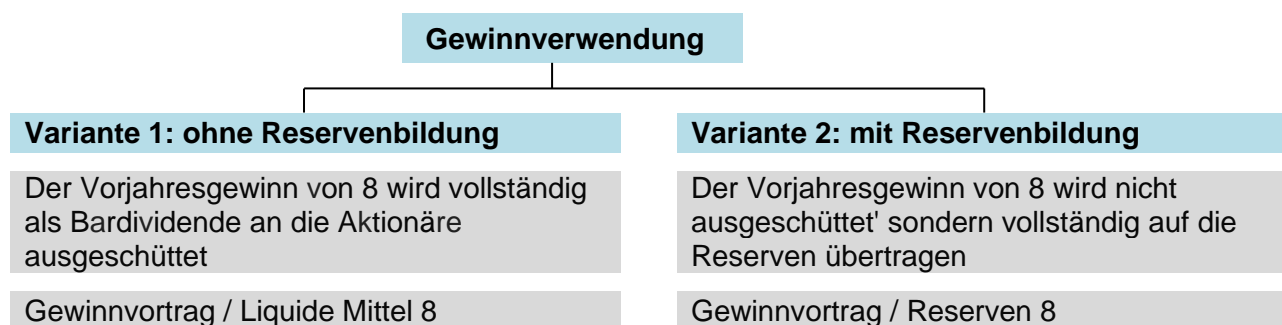 Gewinnverwendung
Variante 1: ohne Reservenbildung
Der Vorjahresgewinn von 8 wird vollständig
als Bardividende an die Aktionäre
ausgeschüttet
Gewinnvortrag / Liquide Mittel 8
Variante 2: mit Reservenbildung
Der Vorjahresgewinn von 8 wird nicht
ausgeschüttet' sondern vollständig auf die
Reserven übertragen
Gewinnvortrag / Reserven 8